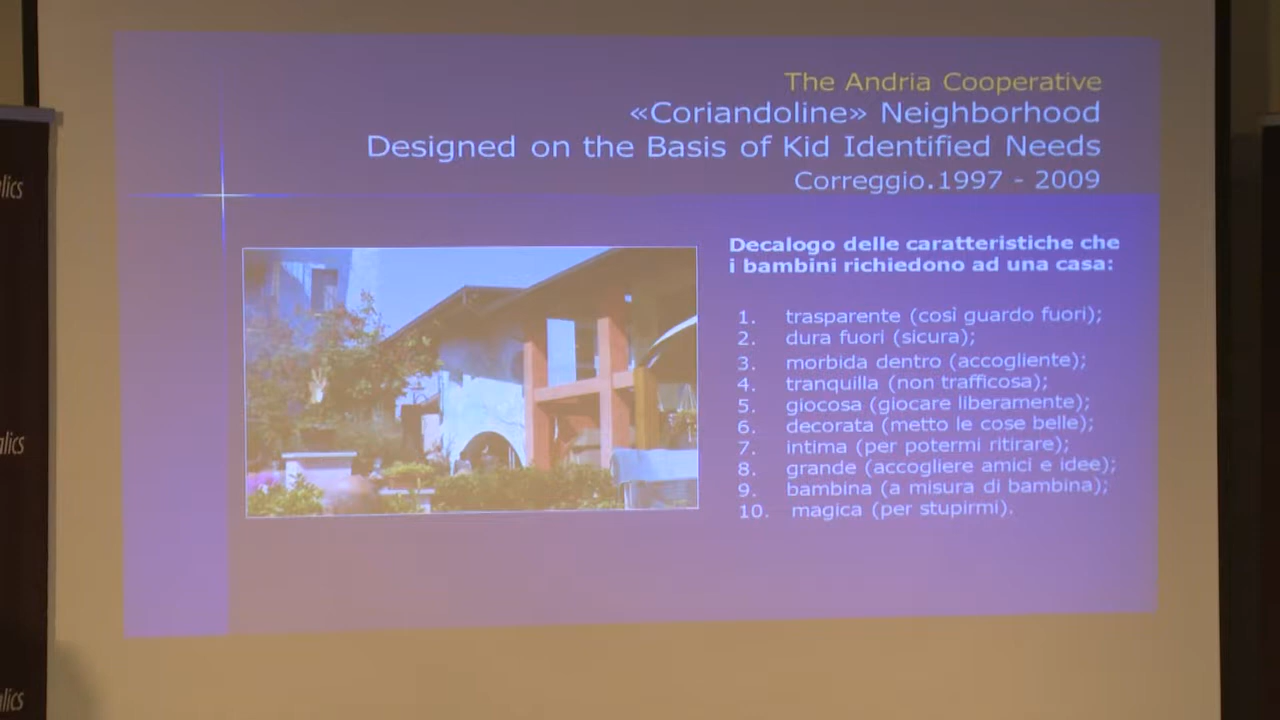 The Andria Cooperative
«Coriandoline» Neighborhood
Designed on the Basis of Kid Identified Needs
Correggio.1997 - 2009
Decalogo delle caratteristiche che
i bambini richiedono ad una casa:
1. trasparente (così guardo fuori);
2. dura fuori (sicura);
3. morbida dentro (accogliente);
4. tranquilla (non trafficosa);
5. giocosa (giocare liberamente);
6. decorata (metto le cose belle);
7. intima (per potermi ritirare);
8. grande (accogliere amici e idee);
9. bambina (a misura di bambina);
10. magica (per stupirmi).